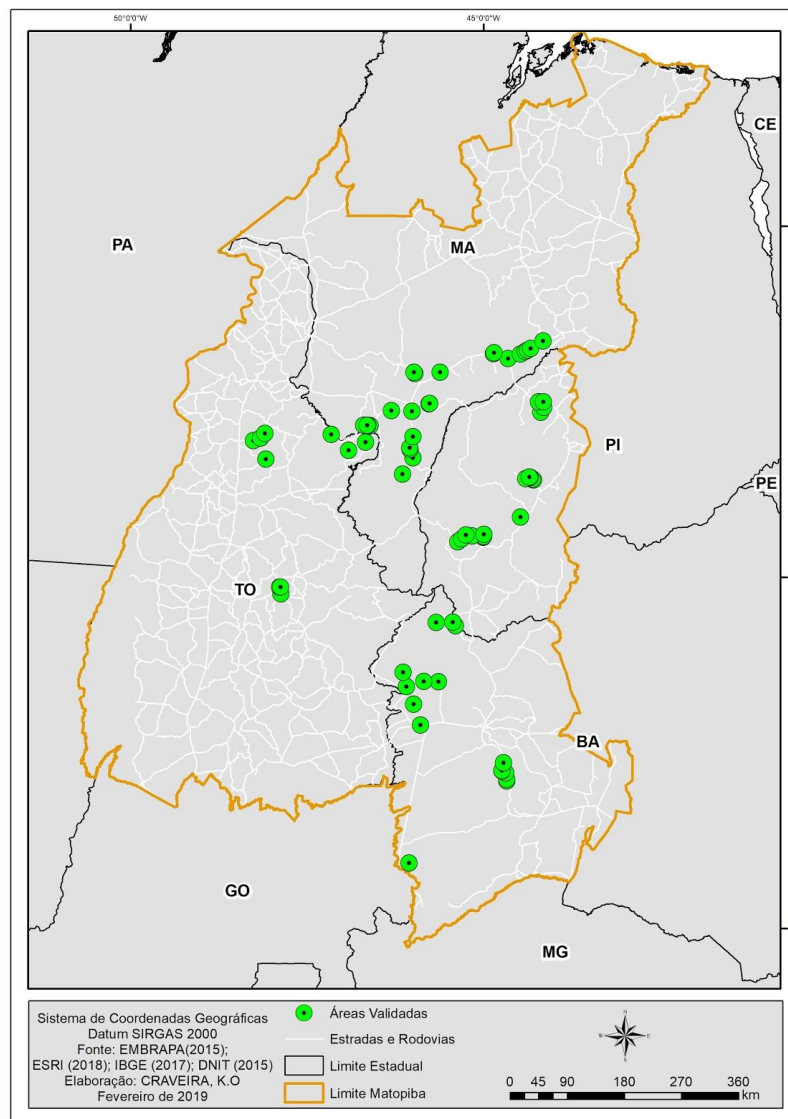 50°0'0"W
45°0'0"W
CE
PA
MA
PI
PE
TO
BA
GO
MG
Sistema de Coordenadas Geográficas
Datum SIRGAS 2000
Fonte: EMBRAPA(2015);
ESRI (2018); IBGE (2017); DNIT (2015)
Elaboração: CRAVEIRA, K.O
Fevereiro de 2019
Áreas Validadas
Estradas e Rodovias
Limite Estadual
Limite Matopiba
N
W
E
S
0 45 90 180 270 360
km